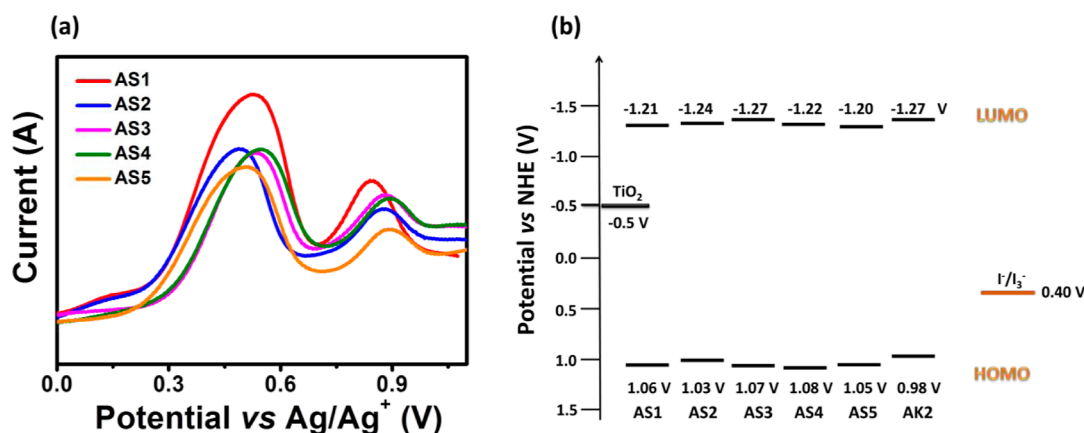 (a)
AS1
AS2
AS3
AS4
AS5
Current (A)
0.0 0.3 0.6 0.9
Potential vs Ag/Ag+ (V)
(b)
Potential vs NHE (V)
-1.5
-1.0
-0.5
0.0
0.5
1.0
1.5
-1.21 -1.24 -1.27 -1.22 -1.20 -1.27 V
LUMO
TiO2
-0.5 V
I-/I3-
0.40 V
HOMO
1.06 V 1.03 V 1.07 V 1.08 V 1.05 V 0.98 V
AS1 AS2 AS3 AS4 AS5 AK2